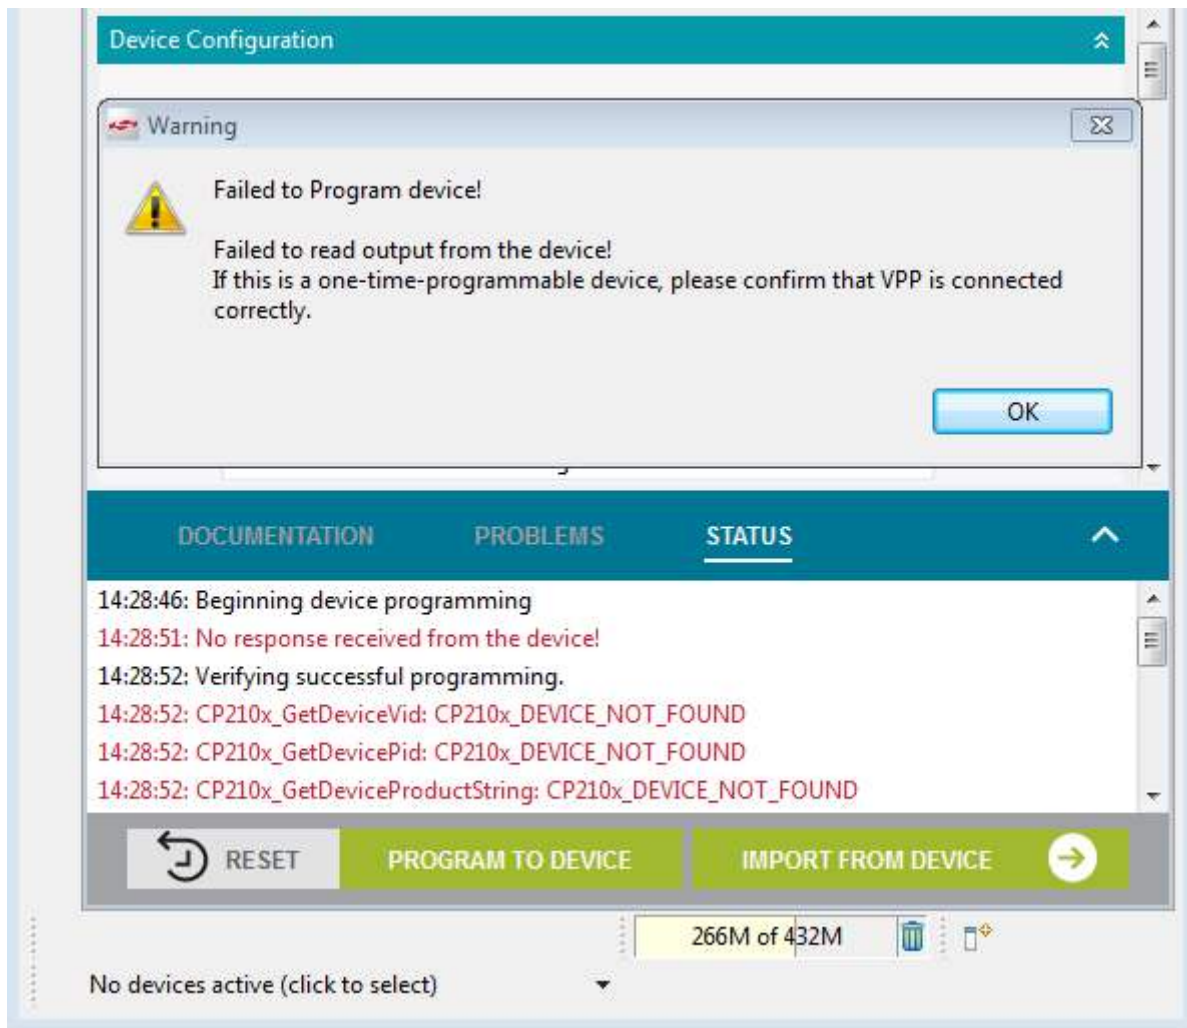 Device Configuration
Warning
Failed to Program device!
Failed to read output from the device!
If this is a one-time-programmable device, please confirm that VPP is connected
correctly.
OK
DOCUMENTATION PROBLEMS STATUS
14:28:46: Beginning device programming
14:28:51: No response received from the device!
14:28:52: Verifying successful programming.
14:28:52: CP210x_GetDeviceVid: CP210x_DEVICE_NOT_FOUND
14:28:52: CP210x_GetDevicePid: CP210x_DEVICE_NOT_FOUND
14:28:52: CP210x_GetDeviceProductString: CP210x_DEVICE_NOT_FOUND
RESET PROGRAM TO DEVICE IMPORT FROM DEVICE
266M of 432M
No devices active (click to select)